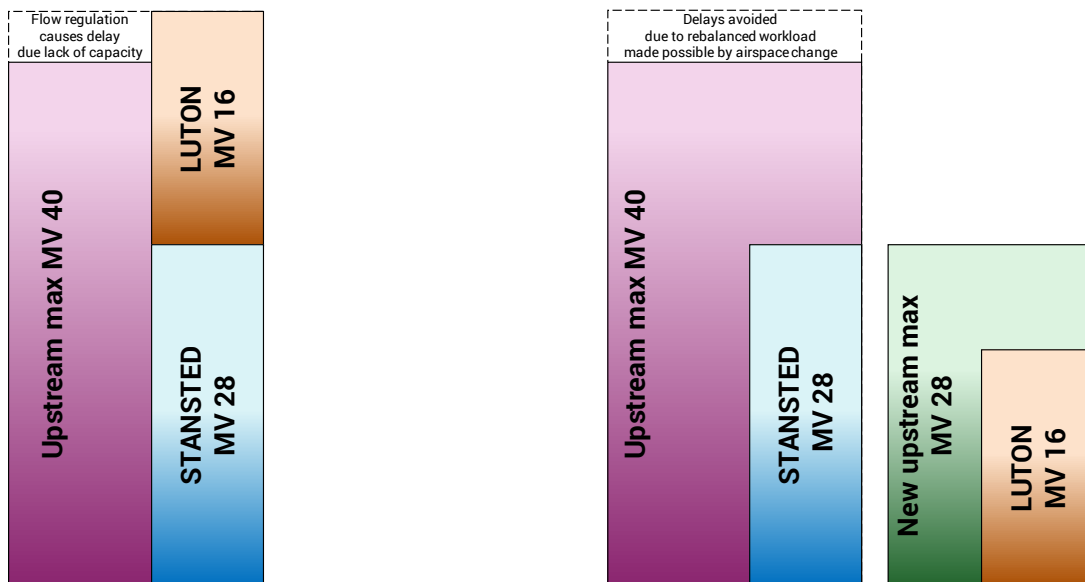 Flow regulation
causes delay
due lack of capacity
Upstream max MV 40
LUTON
MV 16
STANSTED
MV 28
Delays avoided
due to rebalanced workload
made possible by airspace change
Upstream max MV 40
STANSTED
MV 28
New upstream max
MV 28
LUTON
MV 16